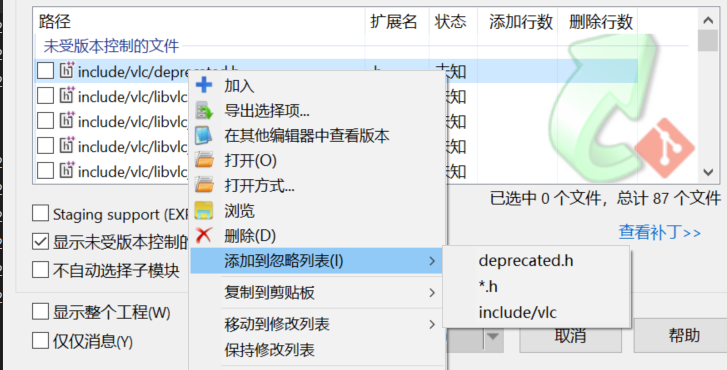 路径 扩展名 状态 添加行数 删除行数
未受版本控制的文件
include/vlc/deprecated.h .h 未知
include/vlc/libvlc 未知
include/vlc/libvlc 未知
include/vlc/libvlc 未知
include/vlc/libvlc 未知
加入
导出选择项...
在其他编辑器中查看版本
打开(O)
打开方式...
浏览
删除(D)
添加到忽略列表(I)
复制到剪贴板
移动到修改列表
保持修改列表
deprecated.h
*.h
include/vlc
已选中 0 个文件，总计 87 个文件
查看补丁>>
Staging support (EXP
显示未受版本控制的
不自动选择子模块
显示整个工程(W)
仅仅消息(Y)
取消
帮助